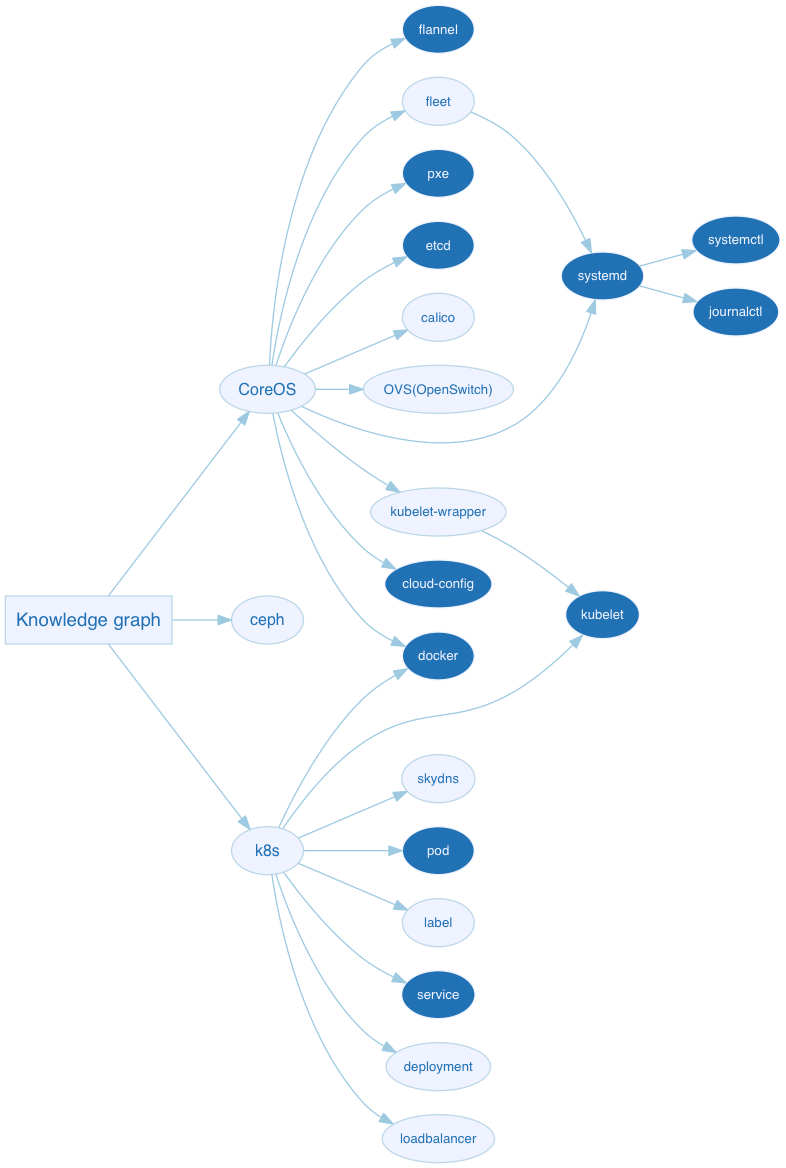 flannel
fleet
pxe
etcd
systemctl
systemd
journalctl
calico
CoreOS
OVS(OpenSwitch)
kubelet-wrapper
cloud-config
Knowledge graph
ceph
kubelet
docker
skydns
k8s
pod
label
service
deployment
loadbalancer